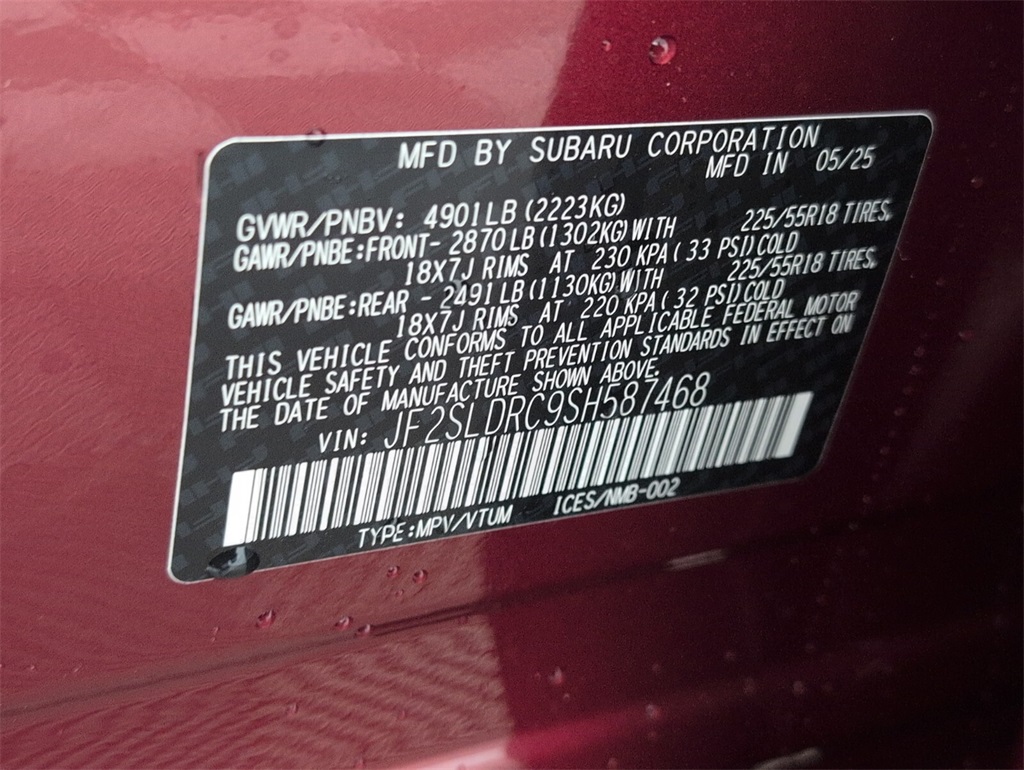 MFD BY SUBARU CORPORATION
MFD IN 05/25
GVWR/PNBV: 4901LB (2223KG)
GAWR/PNBE:FRONT- 2870LB(1302KG)WITH 225/55R18 TIRES,
18X7J RIMS AT 230 KPA( 33 PSI)COLD
GAWR/PNBE:REAR - 2491LB(1130KG)WITH 225/55R18 TIRES,
18X7J RIMS AT 220 KPA( 32 PSI)COLD
THIS VEHICLE CONFORMS TO ALL APPLICABLE FEDERAL MOTOR
VEHICLE SAFETY AND THEFT PREVENTION STANDARDS IN EFFECT ON
THE DATE OF MANUFACTURE SHOWN ABOVE.
VIN: JF2SLDRC9SH587468
TYPE:MPV/VTUM ICES/NMB-002